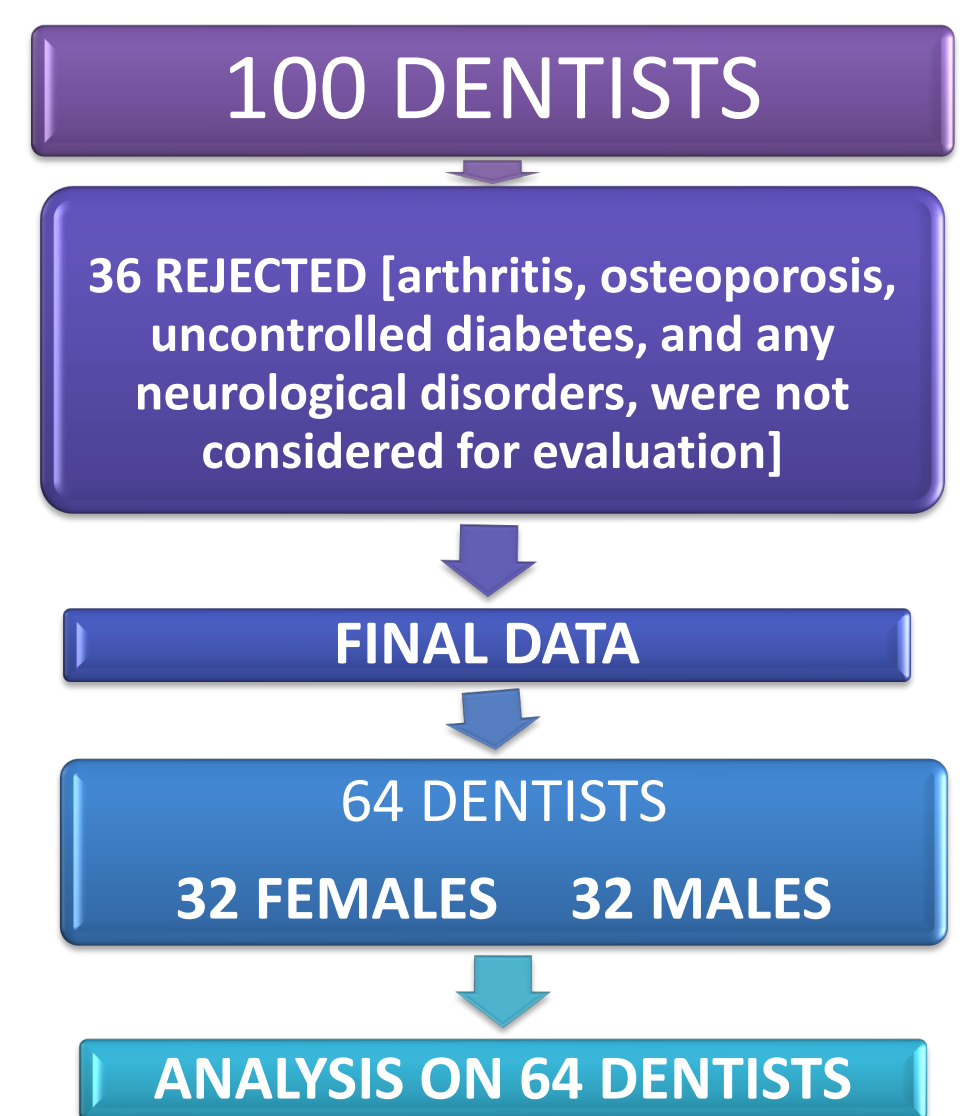 100 DENTISTS
36 REJECTED [arthritis, osteoporosis,
uncontrolled diabetes, and any
neurological disorders, were not
considered for evaluation]
FINAL DATA
64 DENTISTS
32 FEMALES 32 MALES
ANALYSIS ON 64 DENTISTS